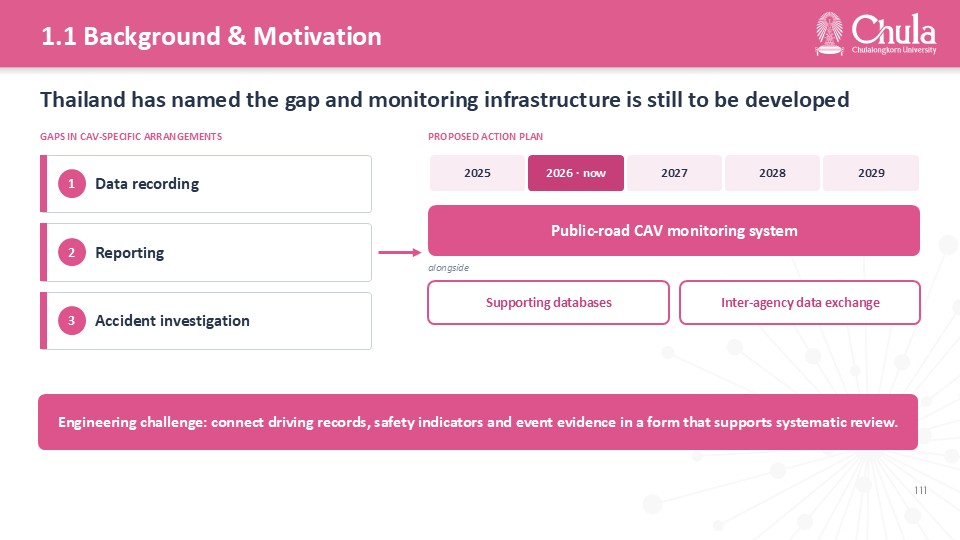 1.1 Background & Motivation
Chula
Chulalongkorn University
Thailand has named the gap and monitoring infrastructure is still to be developed
GAPS IN CAV-SPECIFIC ARRANGEMENTS
1 Data recording
2 Reporting
3 Accident investigation
PROPOSED ACTION PLAN
2025 2026 · now 2027 2028 2029
Public-road CAV monitoring system
alongside
Supporting databases
Inter-agency data exchange
Engineering challenge: connect driving records, safety indicators and event evidence in a form that supports systematic review.
111